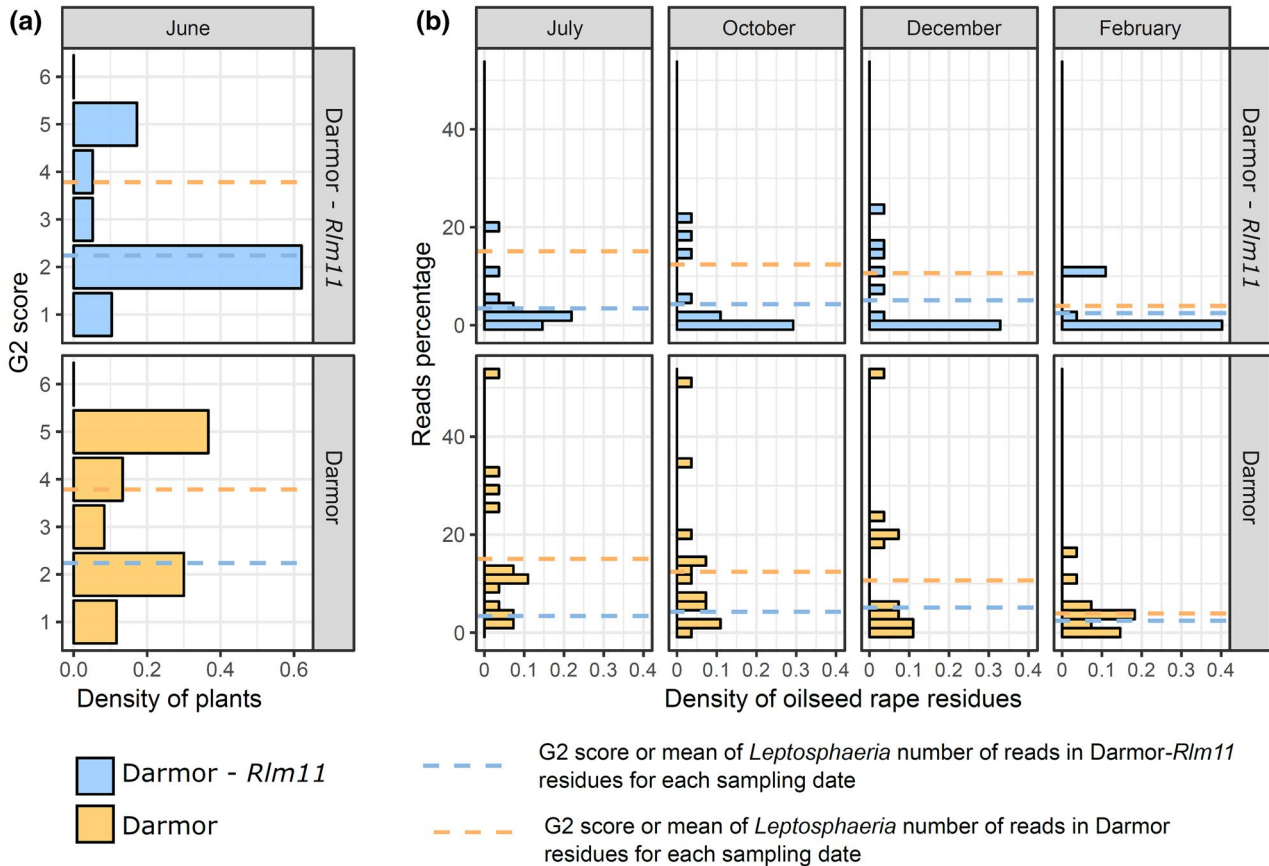 (a)
June
G2 score
6
5
4
3
2
1
Darmor - Rlm11
6
5
4
3
2
1
Darmor
0.0 0.2 0.4 0.6
Density of plants
(b)
July October December February
Reads percentage
40
20
0
Darmor - Rlm11
40
20
0
Darmor
0 0.1 0.2 0.3 0.4 0 0.1 0.2 0.3 0.4 0 0.1 0.2 0.3 0.4 0 0.1 0.2 0.3 0.4
Density of oilseed rape residues
Darmor - Rlm11
Darmor
G2 score or mean of Leptosphaeria number of reads in Darmor-Rlm11
residues for each sampling date
G2 score or mean of Leptosphaeria number of reads in Darmor
residues for each sampling date